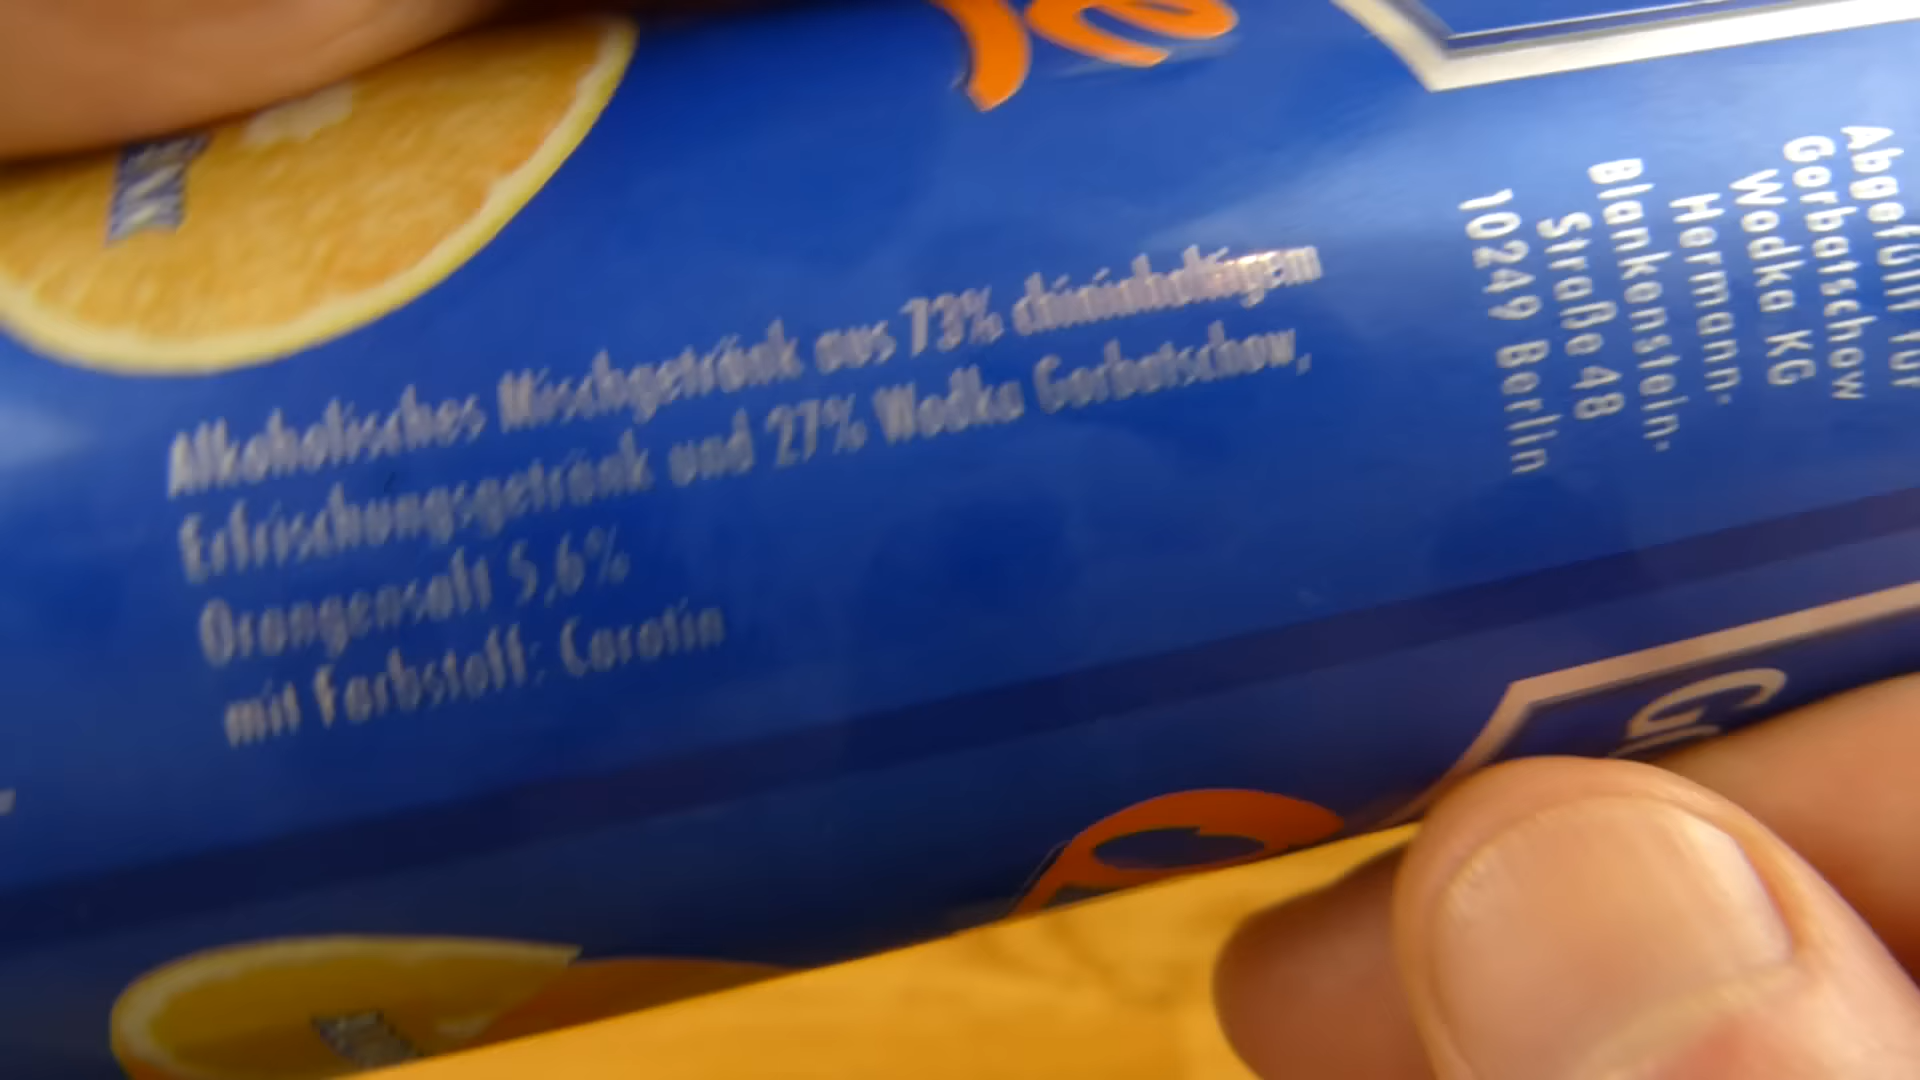 Alkoholisches Mischgetränk aus 73% chininhaltigem
Erfrischungsgetränk und 27% Wodka Gorbatschow,
Orangensaft 5,6%
mit Farbstoff: Carotin
Abgefüllt für
Gorbatschow
Wodka KG
Hermann-
Blankenstein-
Straße 48
10249 Berlin